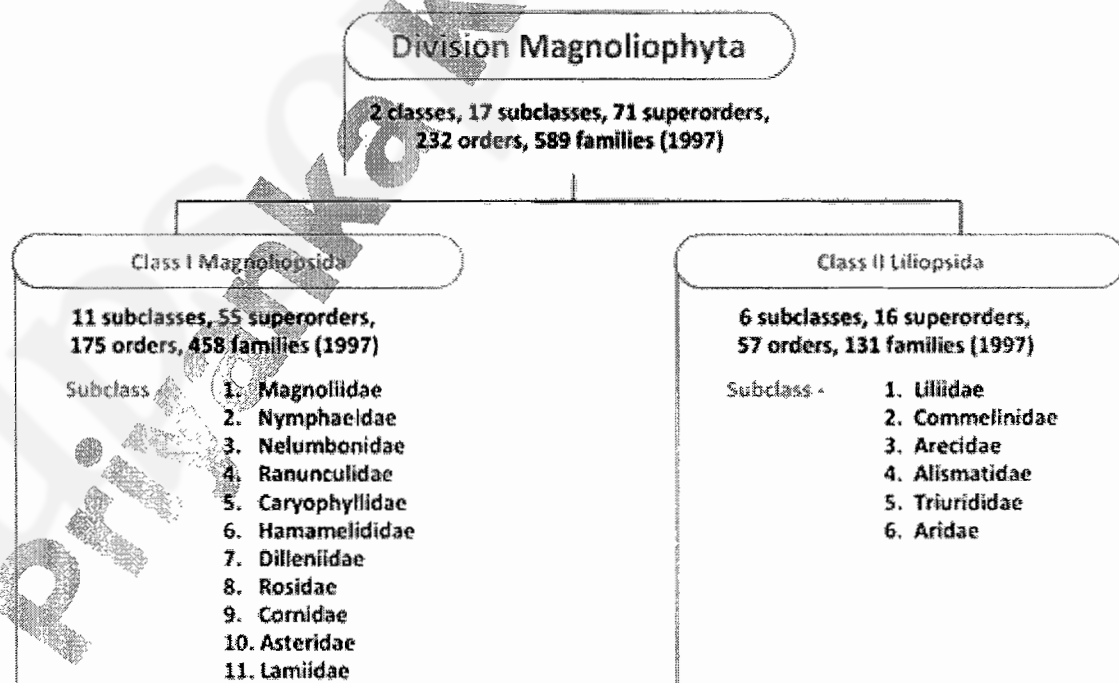 Division Magnoliophyta
2 classes, 17 subclasses, 71 superorders,
232 orders, 589 families (1997)
Class I Magnoliopsida
11 subclasses, 55 superorders,
175 orders, 458 families (1997)
Subclass
1. Magnoliidae
2. Nymphaeidae
3. Nelumbonidae
4. Ranunculidae
5. Caryophyllidae
6. Hamamelididae
7. Dilleniidae
8. Rosidae
9. Cornidae
10. Asteridae
11. Lamiidae
Class II Liliopsida
6 subclasses, 16 superorders,
57 orders, 131 families (1997)
Subclass -
1. Liliidae
2. Commelinidae
3. Arecidae
4. Alismatidae
5. Triurididae
6. Aridae